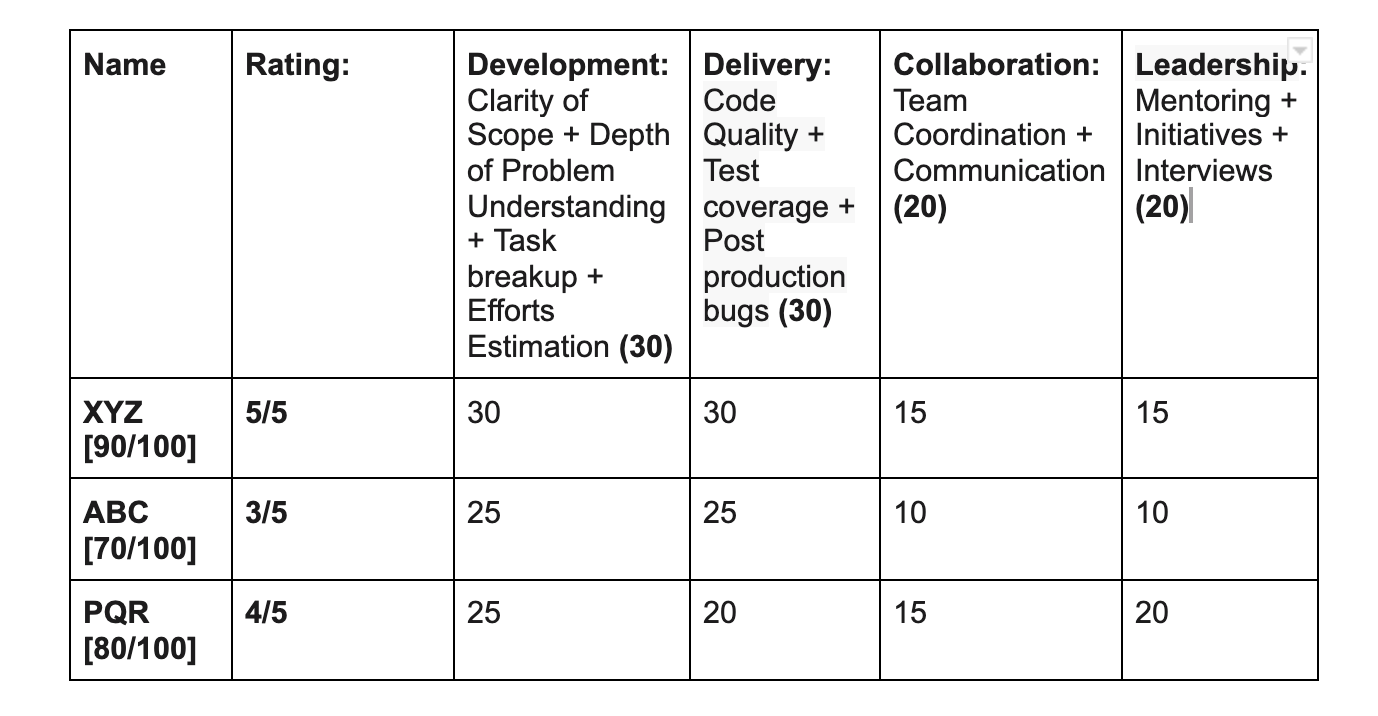 Name
Rating:
Development:
Clarity of
Scope + Depth
of Problem
Understanding
+ Task
breakup +
Efforts
Estimation (30)
Delivery:
Code
Quality +
Test
coverage +
Post
production
bugs (30)
Collaboration:
Team
Coordination +
Communication
(20)
Leadership:
Mentoring +
Initiatives +
Interviews
(20)
XYZ
[90/100]
5/5
30
30
15
15
ABC
[70/100]
3/5
25
25
10
10
PQR
[80/100]
4/5
25
20
15
20